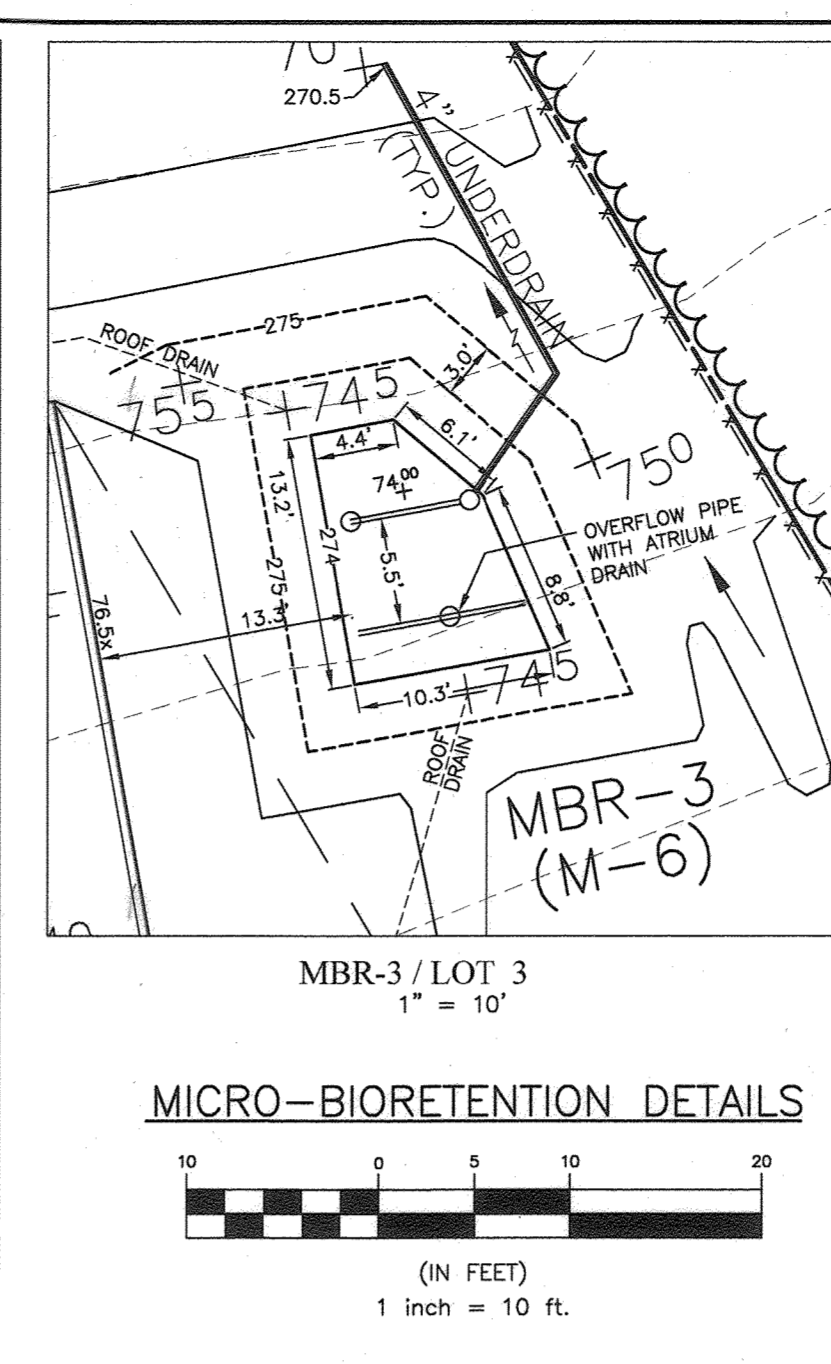 70
270.5
4"
UNDERDRAIN
(TYP.)
275
3.0'
ROOF DRAIN
755
745
4.4'
6.1'
750
13.2'
74.00
274
275
5.5'
OVERFLOW PIPE
WITH ATRIUM
DRAIN
8.8'
76.5x
13.3'
10.3'
745
ROOF
DRAIN
MBR-3
(M-6)
MBR-3 / LOT 3
1" = 10'
MICRO-BIORETENTION DETAILS
10 0 5 10 20
(IN FEET)
1 inch = 10 ft.